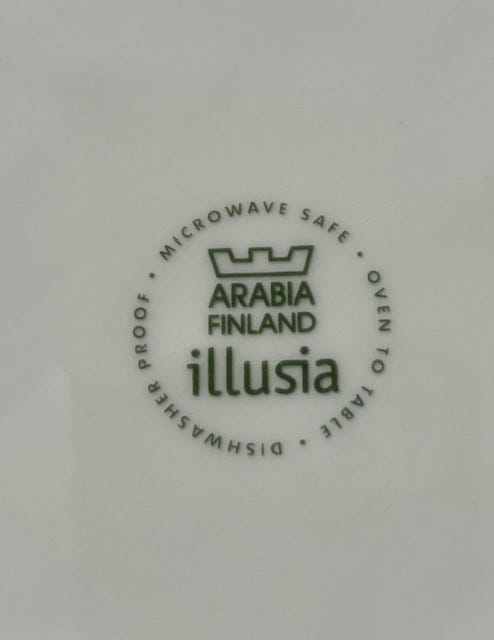 MICROWAVE SAFE • OVEN TO TABLE • DISHWASHER PROOF •
ARABIA
FINLAND
illusia